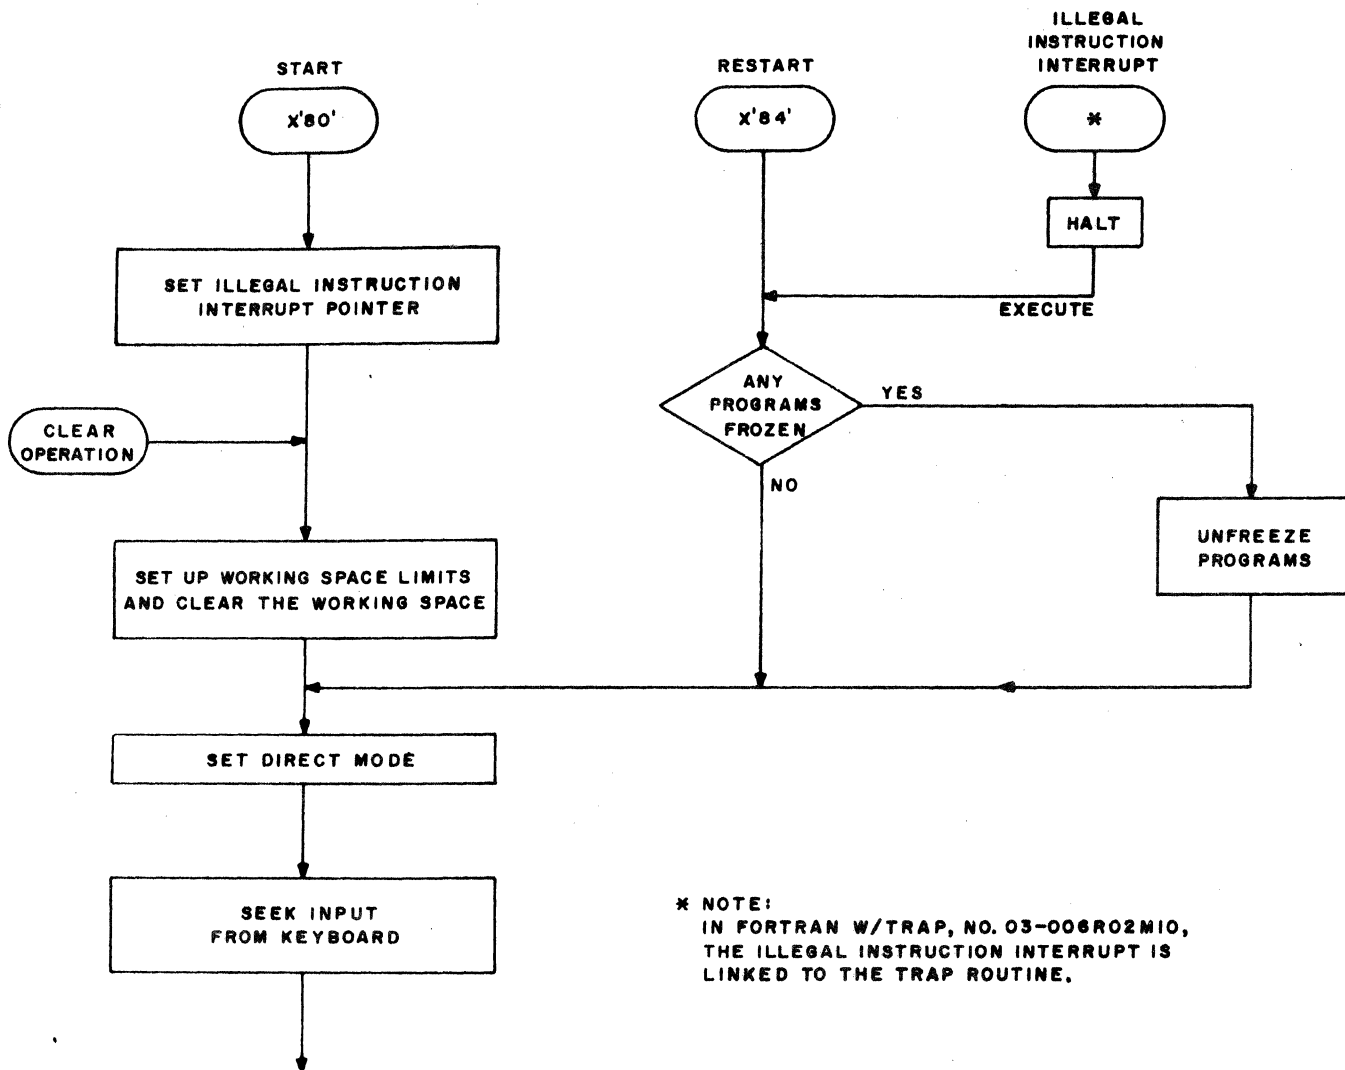 START
X'80'
SET ILLEGAL INSTRUCTION
INTERRUPT POINTER
CLEAR
OPERATION
SET UP WORKING SPACE LIMITS
AND CLEAR THE WORKING SPACE
SET DIRECT MODE
SEEK INPUT
FROM KEYBOARD
RESTART
X'84'
ILLEGAL
INSTRUCTION
INTERRUPT
*
HALT
EXECUTE
ANY
PROGRAMS
FROZEN
YES
NO
UNFREEZE
PROGRAMS
* NOTE:
IN FORTRAN W/TRAP, NO. 03-006R02M10,
THE ILLEGAL INSTRUCTION INTERRUPT IS
LINKED TO THE TRAP ROUTINE.